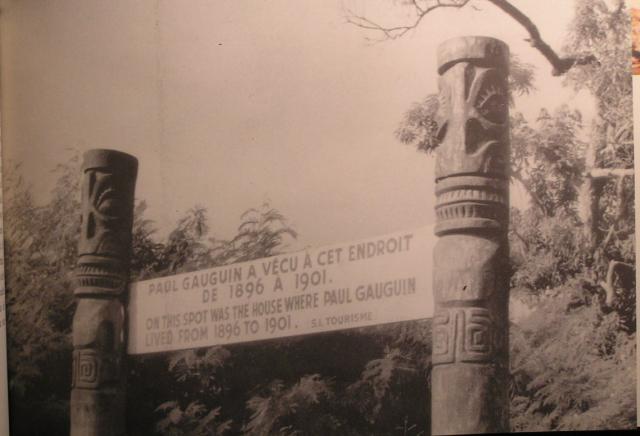 PAUL GAUGUIN A VÉCU À CET ENDROIT
DE 1896 À 1901.
ON THIS SPOT WAS THE HOUSE WHERE PAUL GAUGUIN
LIVED FROM 1896 TO 1901. S.I. TOURISME